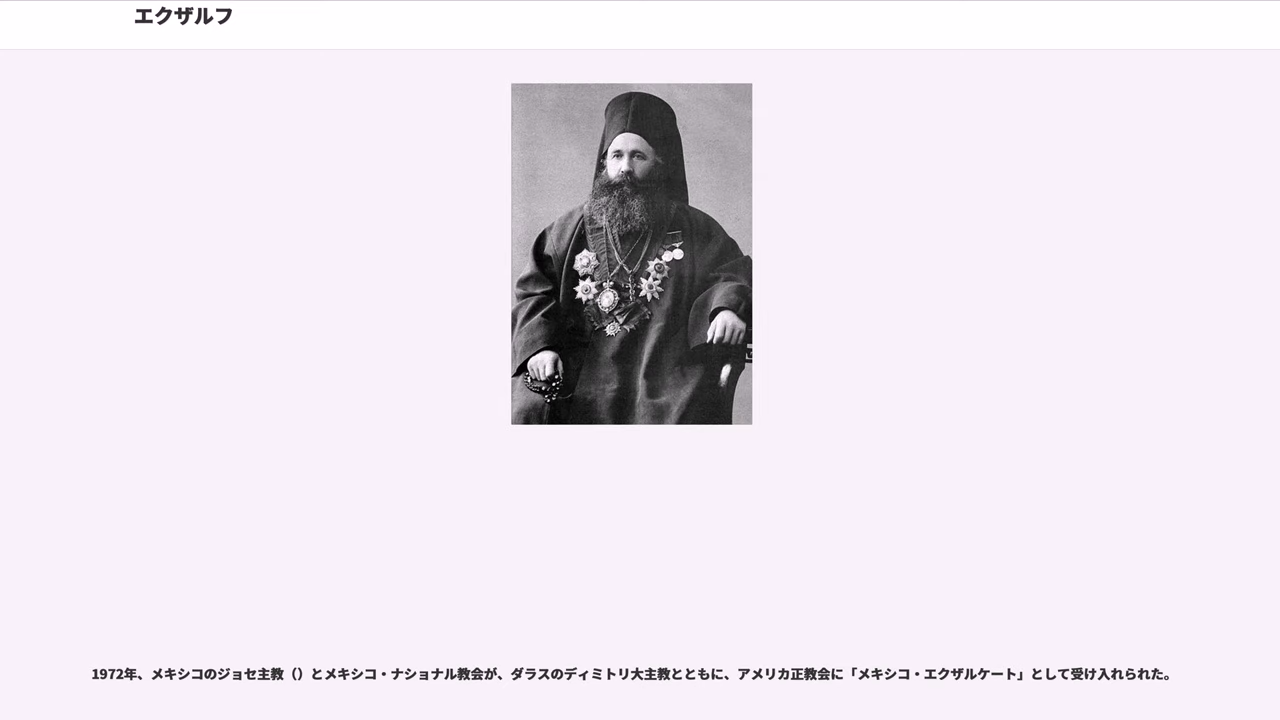 エクザルフ
1972年、メキシコのジョセ主教（）とメキシコ・ナショナル教会が、ダラスのディミトリ大主教とともに、アメリカ正教会に「メキシコ・エクザルケート」として受け入れられた。